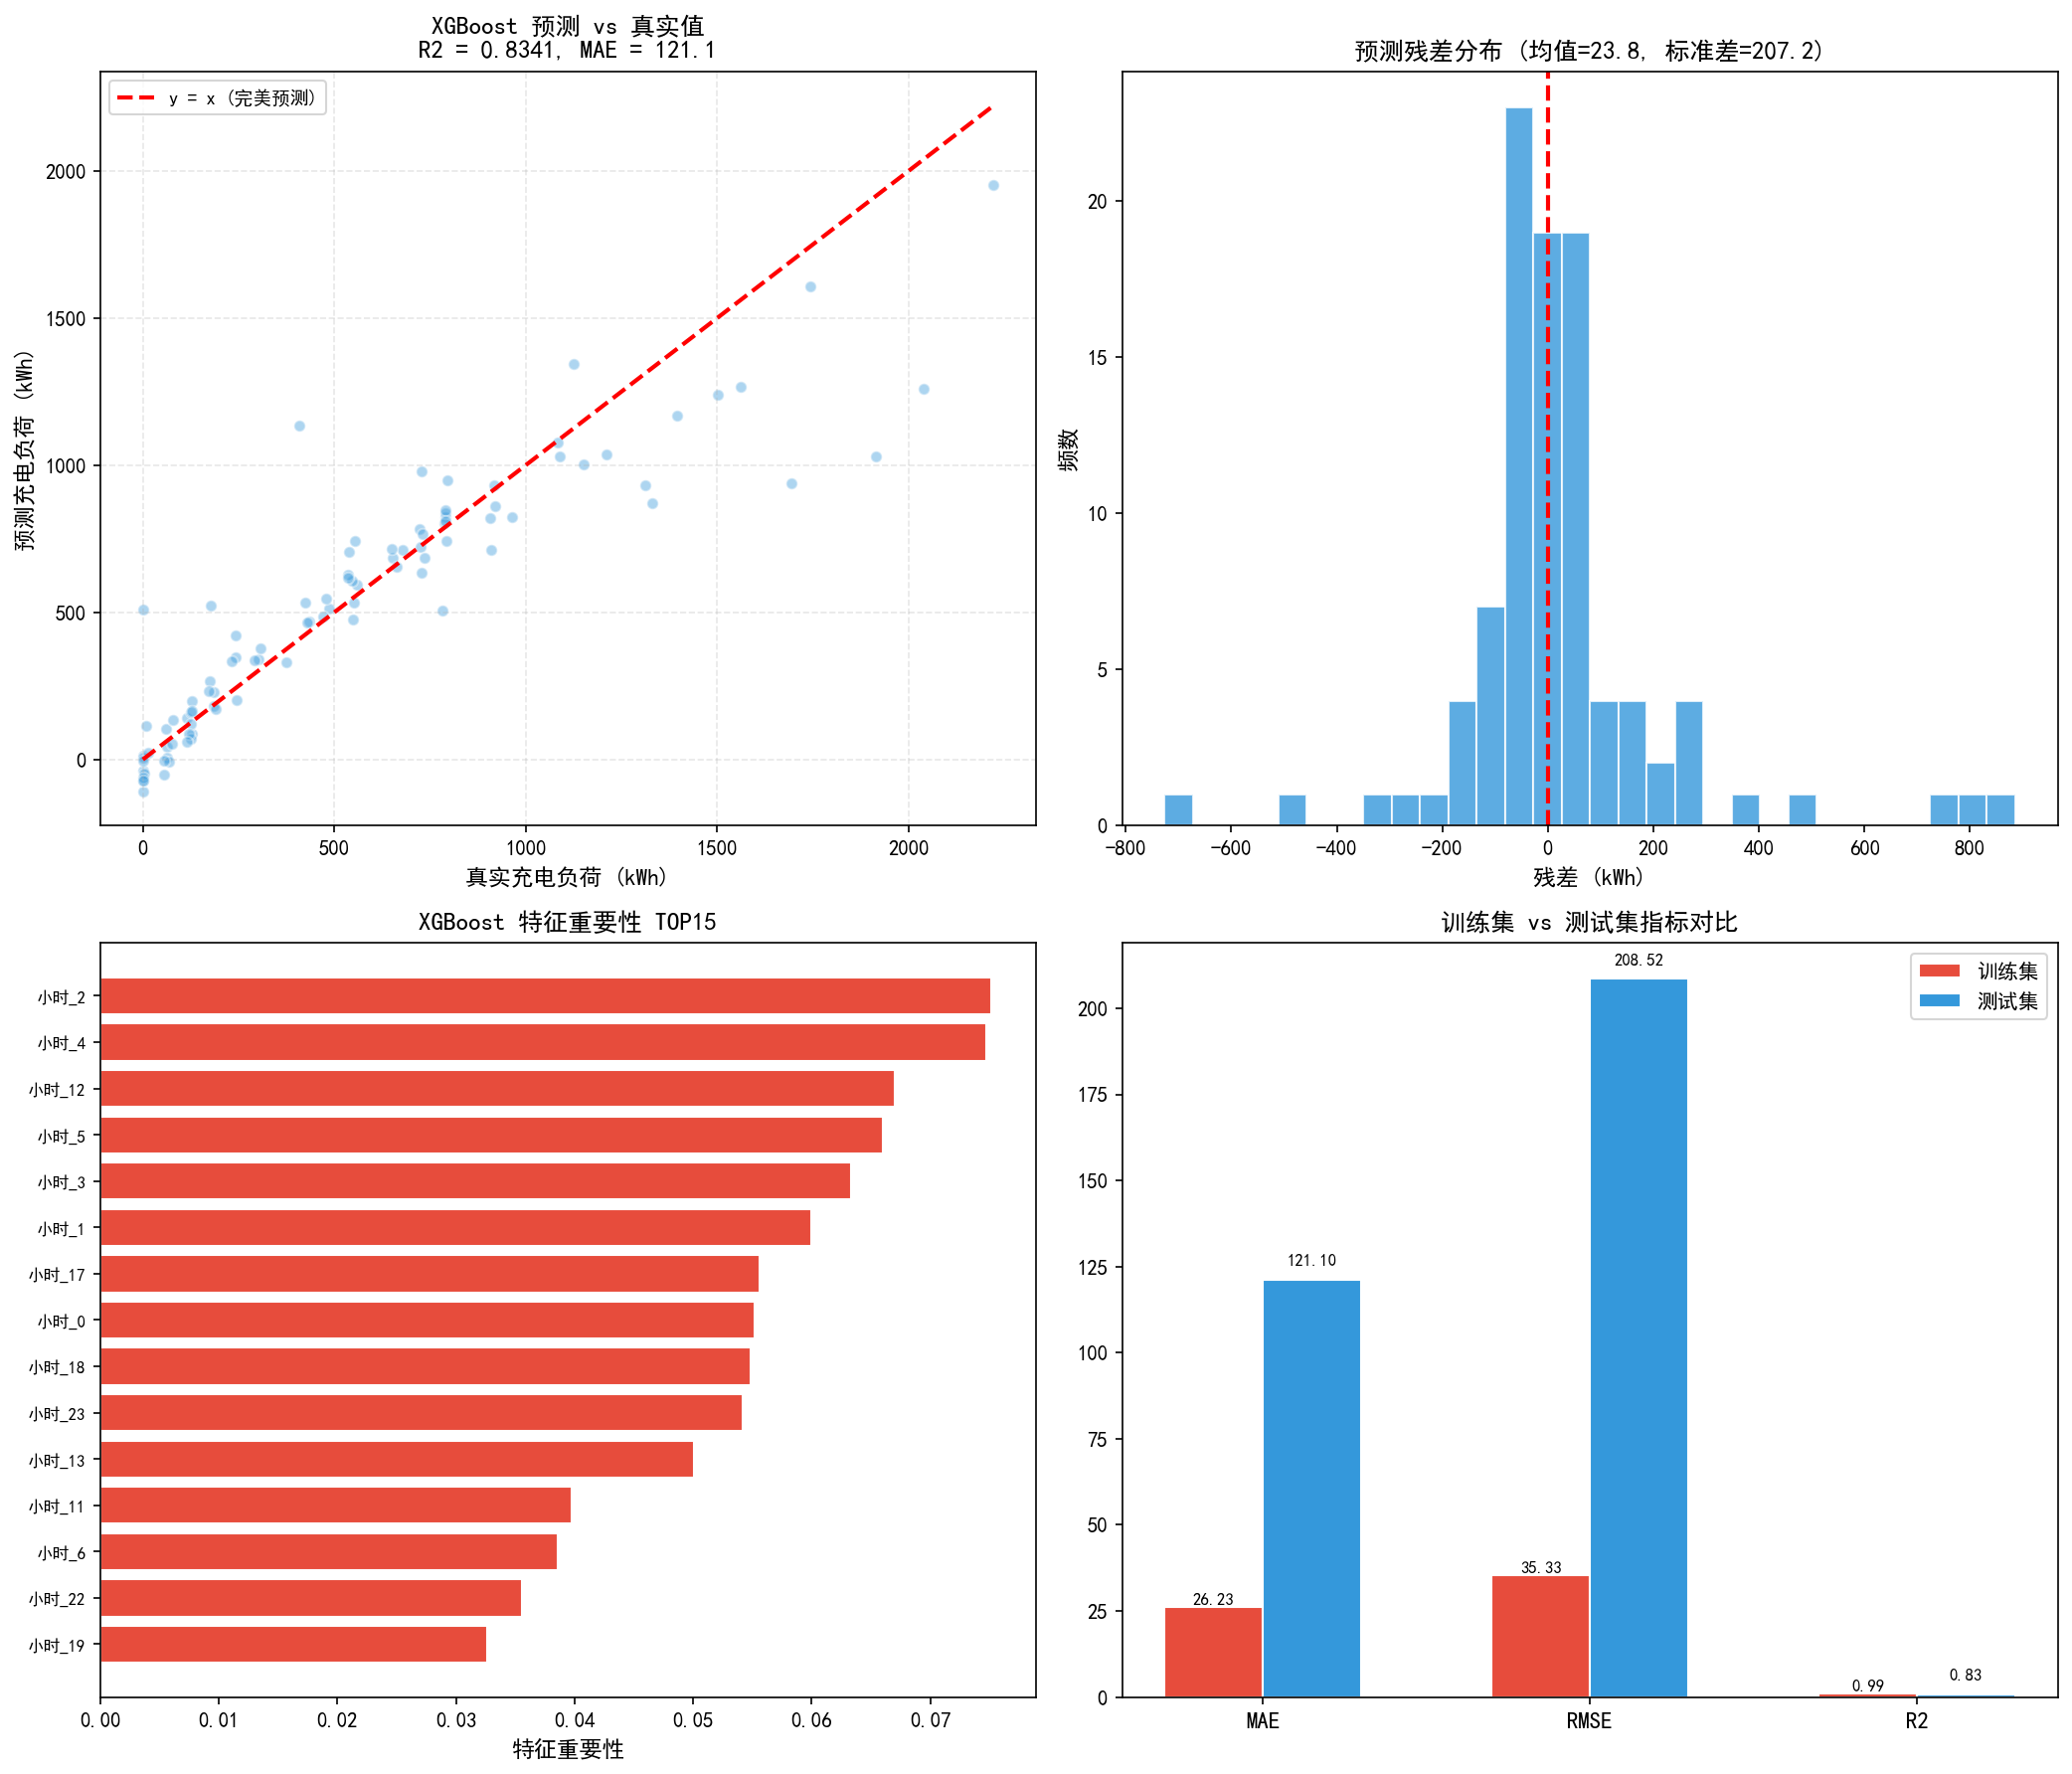 XGBoost 预测 vs 真实值
R2 = 0.8341, MAE = 121.1
y = x (完美预测)
预测充电负荷 (kWh)
2000
1500
1000
500
0
0 500 1000 1500 2000
真实充电负荷 (kWh)
预测残差分布 (均值=23.8, 标准差=207.2)
频数
20
15
10
5
0
−800 −600 −400 −200 0 200 400 600 800
残差 (kWh)
XGBoost 特征重要性 TOP15
小时_2
小时_4
小时_12
小时_5
小时_3
小时_1
小时_17
小时_0
小时_18
小时_23
小时_13
小时_11
小时_6
小时_22
小时_19
0.00 0.01 0.02 0.03 0.04 0.05 0.06 0.07
特征重要性
训练集 vs 测试集指标对比
训练集
测试集
200
175
150
125
100
75
50
25
0
26.23
121.10
35.33
208.52
0.99
0.83
MAE RMSE R2